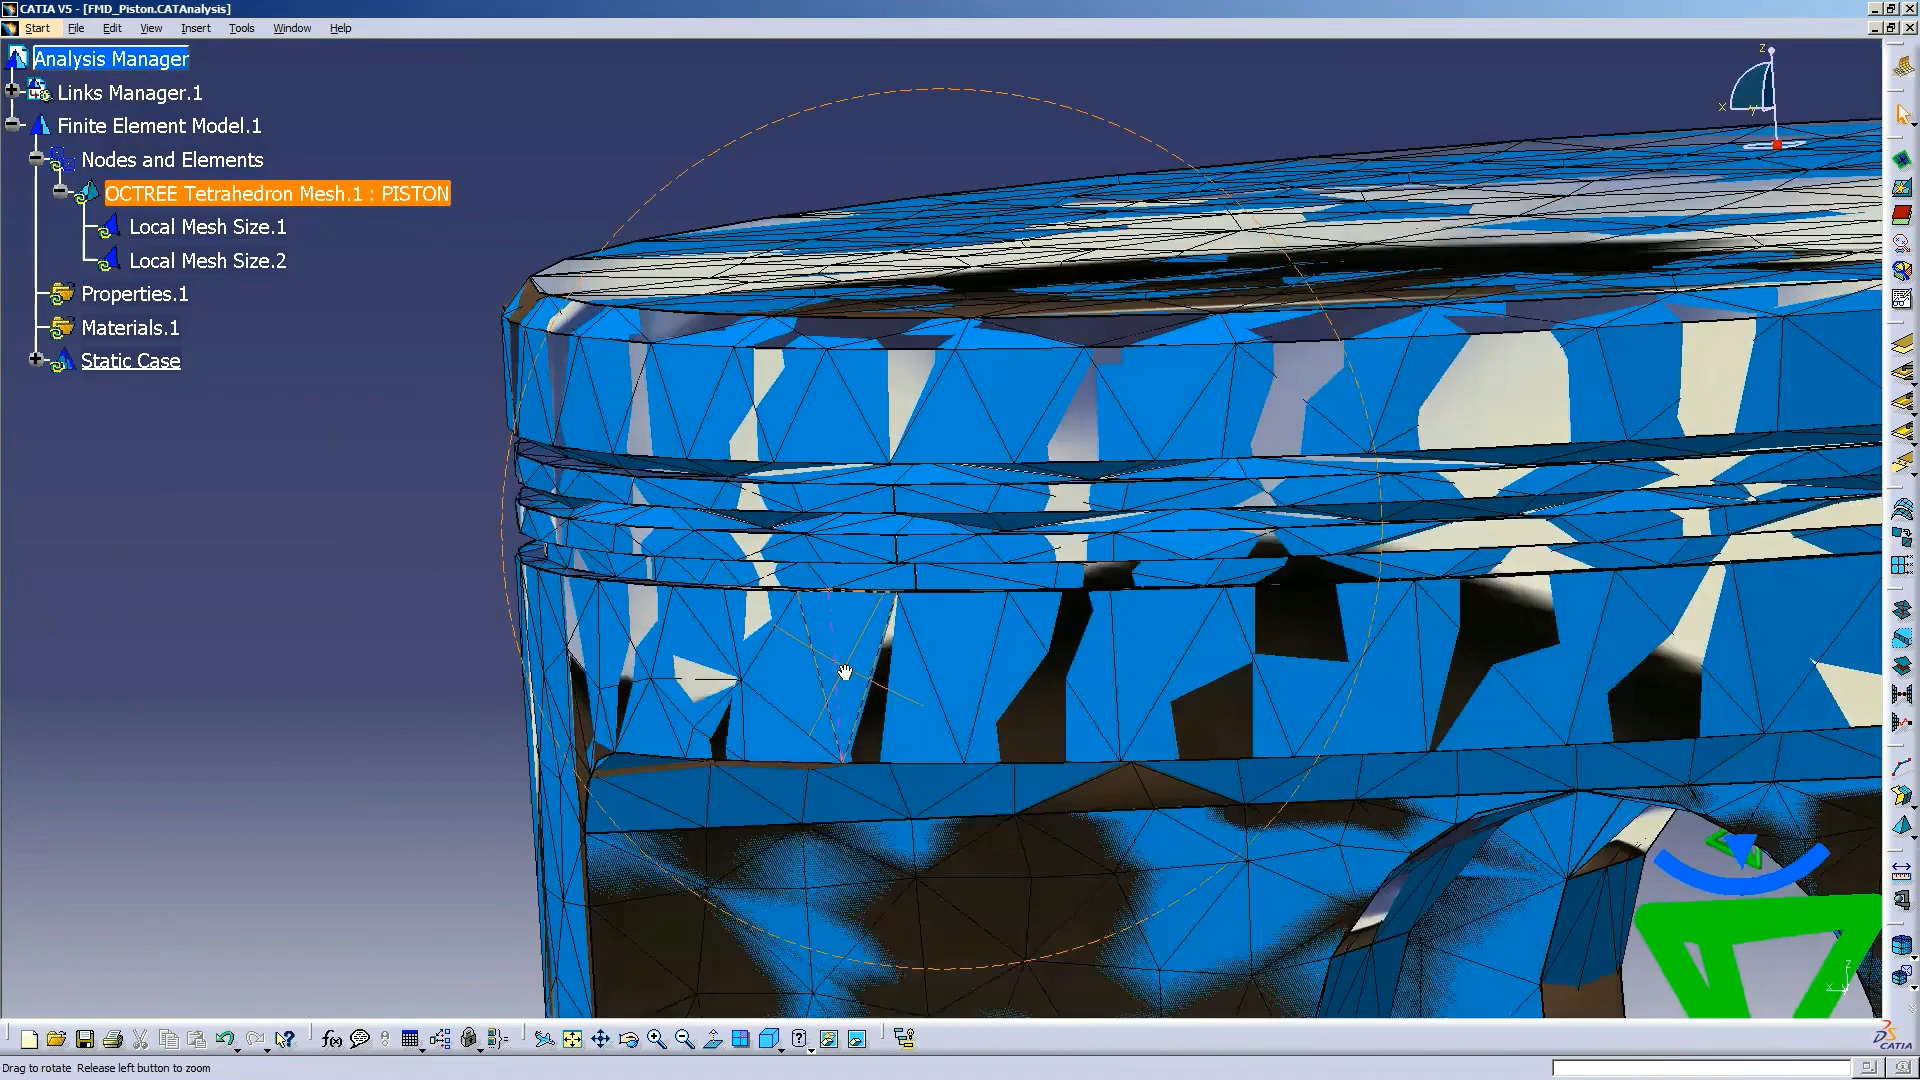 CATIA V5 - [FMD_Piston.CATAnalysis]
Start File Edit View Insert Tools Window Help
Analysis Manager
Links Manager.1
Finite Element Model.1
Nodes and Elements
OCTREE Tetrahedron Mesh.1 : PISTON
Local Mesh Size.1
Local Mesh Size.2
Properties.1
Materials.1
Static Case
z
x
y
z
x
f(x)
CATIA
Drag to rotate Release left button to zoom